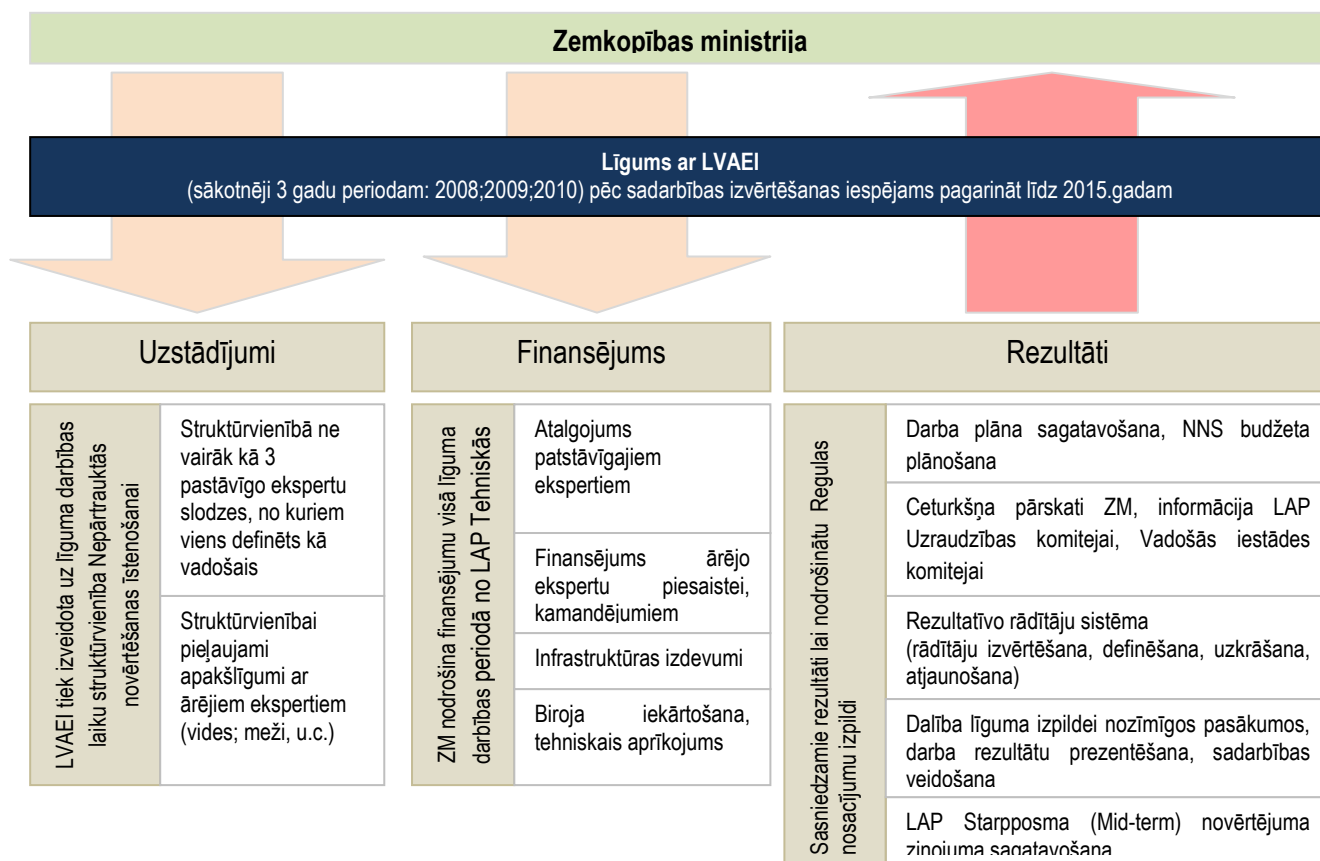 Zemkopības ministrija
Līgums ar LVAEI
(sākotnēji 3 gadu periodam: 2008;2009;2010) pēc sadarbības izvērtēšanas iespējams pagarināt līdz 2015.gadam
Uzstādījumi
LVAEI tiek izveidota uz līguma darbības
laiku struktūrvienība Nepārtrauktās
novērtēšanas īstenošanai
Struktūrvienībā ne
vairāk kā 3
pastāvīgo ekspertu
slodzes, no kuriem
viens definēts kā
vadošais
Struktūrvienībai
pieļaujami
apakšlīgumi ar
ārējiem ekspertiem
(vides; meži, u.c.)
Finansējums
ZM nodrošina finansējumu visā līguma
darbības periodā no LAP Tehniskās
Atalgojums
patstāvīgajiem
ekspertiem
Finansējums ārējo
ekspertu piesaistei,
kamandējumiem
Infrastruktūras izdevumi
Biroja iekārtošana,
tehniskais aprīkojums
Rezultāti
Sasniedzamie rezultāti lai nodrošinātu Regulas
nosacījumu izpildi
Darba plāna sagatavošana, NNS budžeta
plānošana
Ceturkšņa pārskati ZM, informācija LAP
Uzraudzības komitejai, Vadošās iestādes
komitejai
Rezultatīvo rādītāju sistēma
(rādītāju izvērtēšana, definēšana, uzkrāšana,
atjaunošana)
Dalība līguma izpildei nozīmīgos pasākumos,
darba rezultātu prezentēšana, sadarbības
veidošana
LAP Starpposma (Mid-term) novērtējuma
ziņojuma sagatavošana